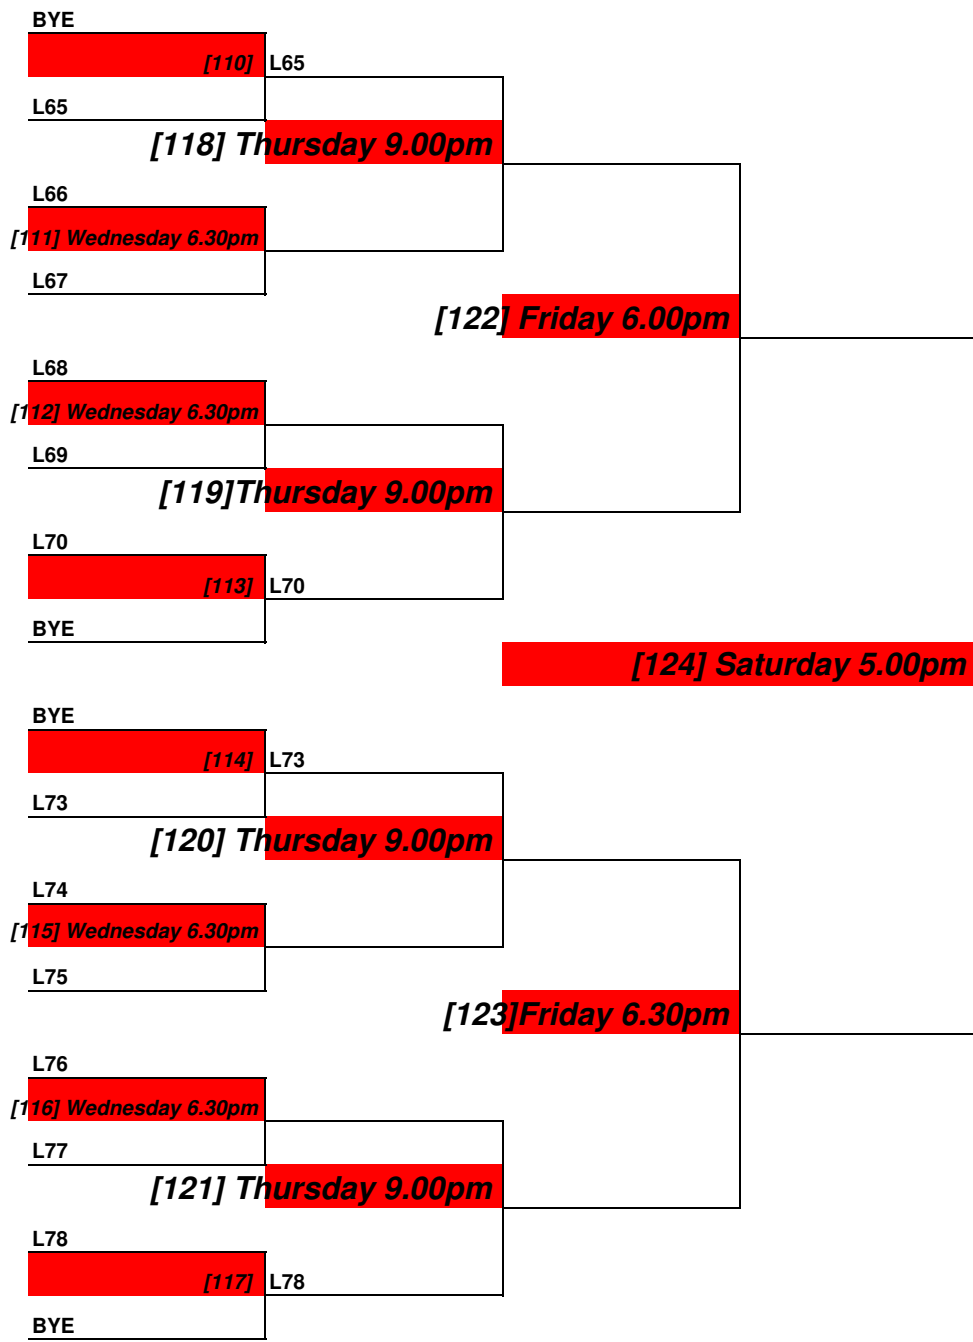 BYE
[110] L65
L65
[118] Thursday 9.00pm
L66
[111] Wednesday 6.30pm
L67
[122] Friday 6.00pm
L68
[112] Wednesday 6.30pm
L69
[119]Thursday 9.00pm
L70
[113] L70
BYE
[124] Saturday 5.00pm
BYE
[114] L73
L73
[120] Thursday 9.00pm
L74
[115] Wednesday 6.30pm
L75
[123]Friday 6.30pm
L76
[116] Wednesday 6.30pm
L77
[121] Thursday 9.00pm
L78
[117] L78
BYE